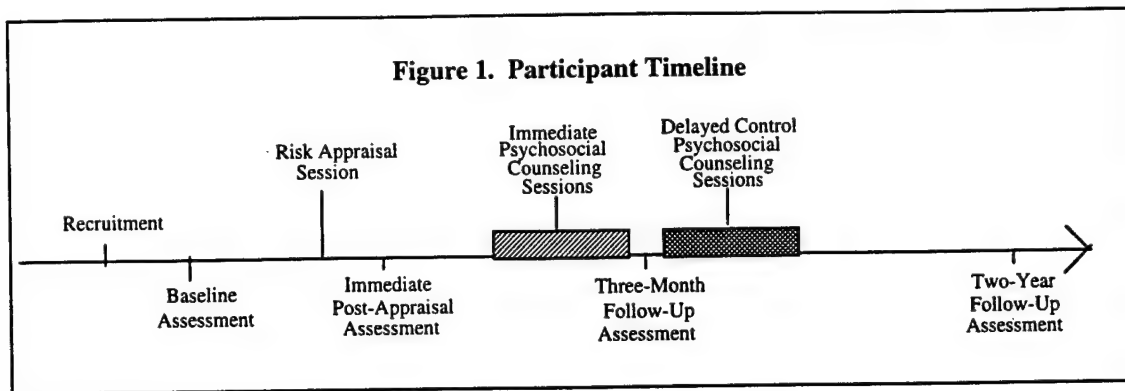 Figure 1. Participant Timeline
Recruitment
Risk Appraisal
Session
Immediate
Psychosocial
Counseling
Sessions
Delayed Control
Psychosocial
Counseling
Sessions
Baseline
Assessment
Immediate
Post-Appraisal
Assessment
Three-Month
Follow-Up
Assessment
Two-Year
Follow-Up
Assessment